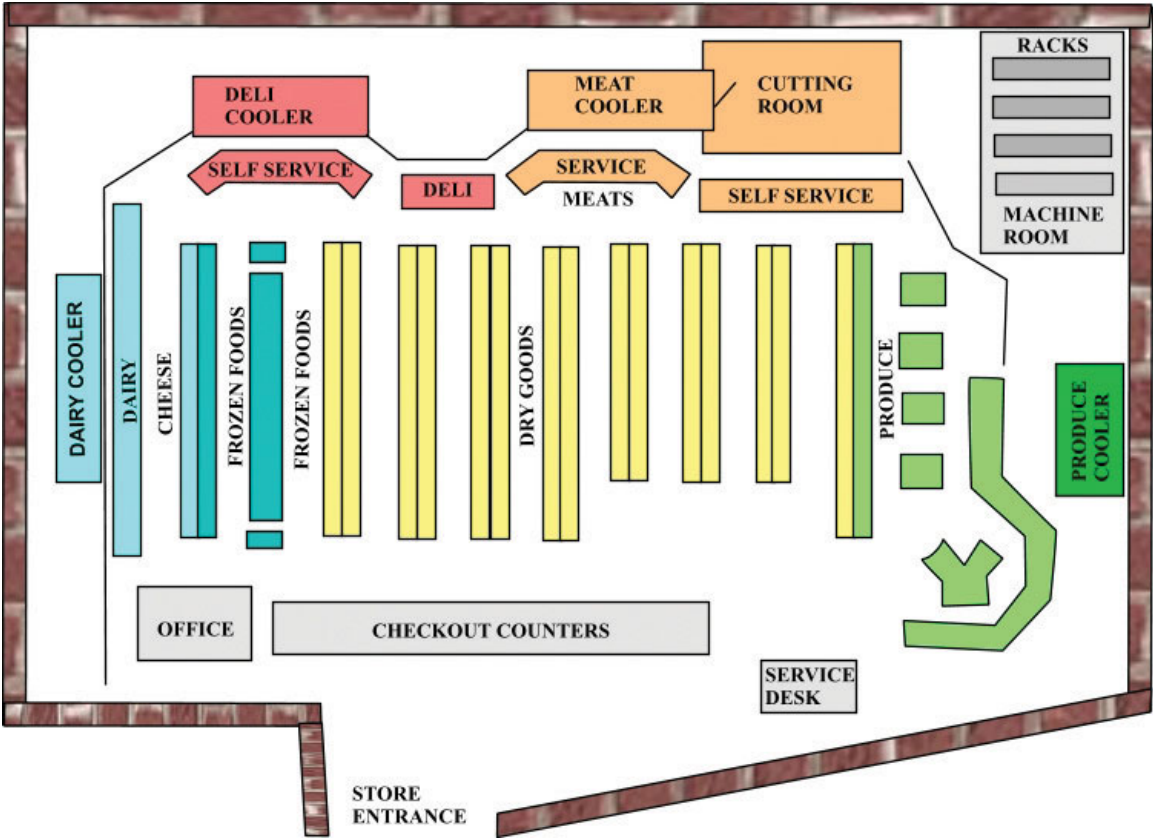 RACKS
DELI
COOLER
MEAT
COOLER
CUTTING
ROOM
SELF SERVICE
DELI
SERVICE
MEATS
SELF SERVICE
MACHINE
ROOM
DAIRY COOLER
DAIRY
CHEESE
FROZEN FOODS
FROZEN FOODS
DRY GOODS
PRODUCE
PRODUCE
COOLER
OFFICE
CHECKOUT COUNTERS
SERVICE
DESK
STORE
ENTRANCE